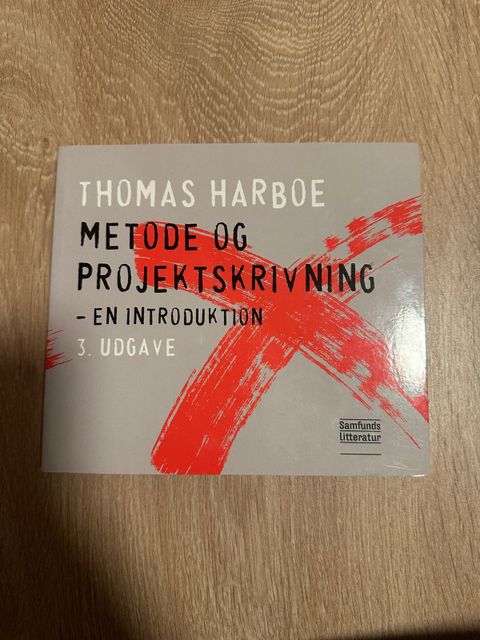 THOMAS HARBOE
METODE OG
PROJEKTSKRIVNING
– EN INTRODUKTION
3. UDGAVE
Samfunds
litteratur